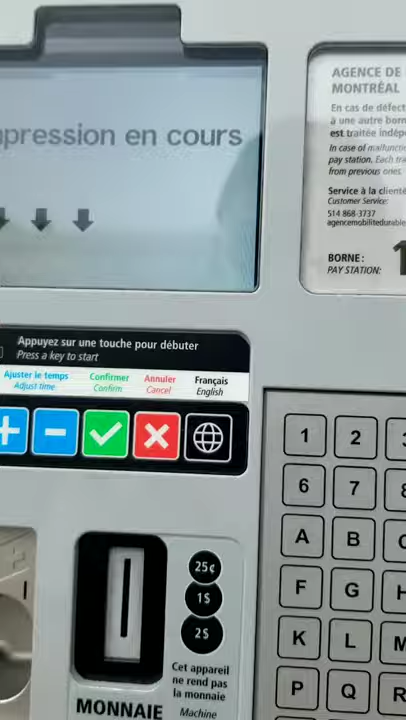 mpression en cours
AGENCE DE
MONTRÉAL
En cas de défect
à une autre born
est traitée indép
In case of malfunctio
pay station. Each tra
from previous ones.
Service à la clienté
Customer Service:
514 868-3737
agencemobilitedurable
BORNE :
PAY STATION:
1
Appuyez sur une touche pour débuter
Press a key to start
Ajuster le temps
Adjust time
Confirmer
Confirm
Annuler
Cancel
Français
English
1 2 3
6 7 8
A B C
F G H
K L M
P Q R
25¢
1$
2$
Cet appareil
ne rend pas
la monnaie
Machine
MONNAIE